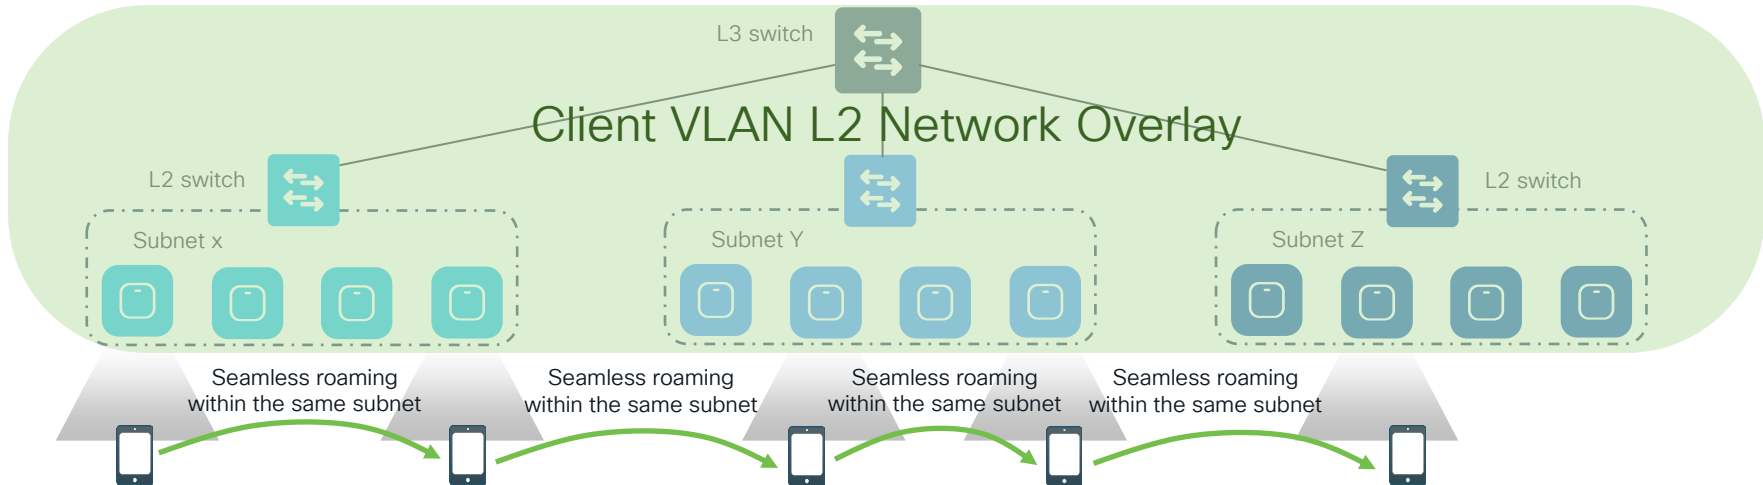 L3 switch
Client VLAN L2 Network Overlay
L2 switch
L2 switch
Subnet x
Subnet Y
Subnet Z
Seamless roaming
within the same subnet
Seamless roaming
within the same subnet
Seamless roaming
within the same subnet
Seamless roaming
within the same subnet